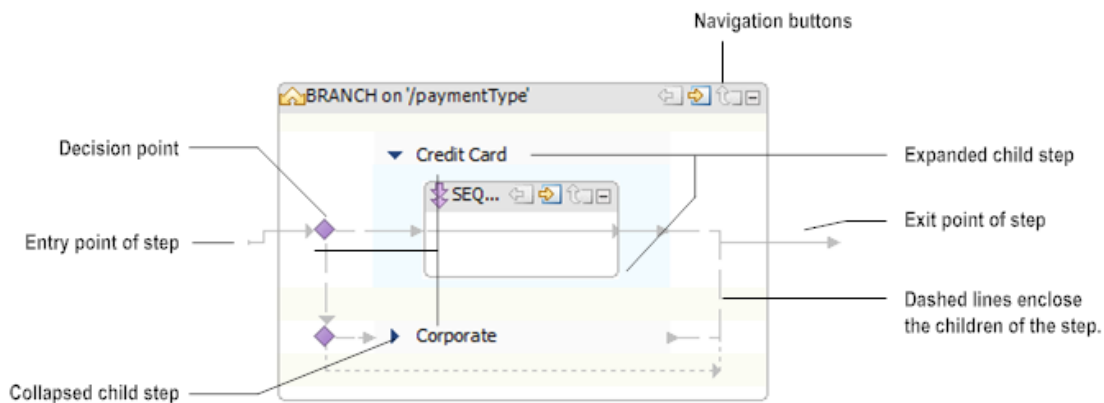 Navigation buttons
BRANCH on '/paymentType'
Decision point
Credit Card
Expanded child step
SEQ...
Entry point of step
Exit point of step
Dashed lines enclose
the children of the step.
Corporate
Collapsed child step